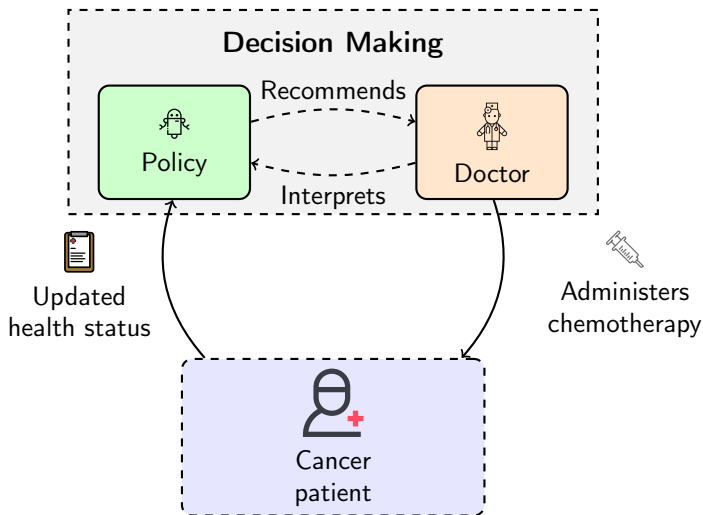 Decision Making
Recommends
Policy
Doctor
Interprets
Updated
health status
Administers
chemotherapy
Cancer
patient